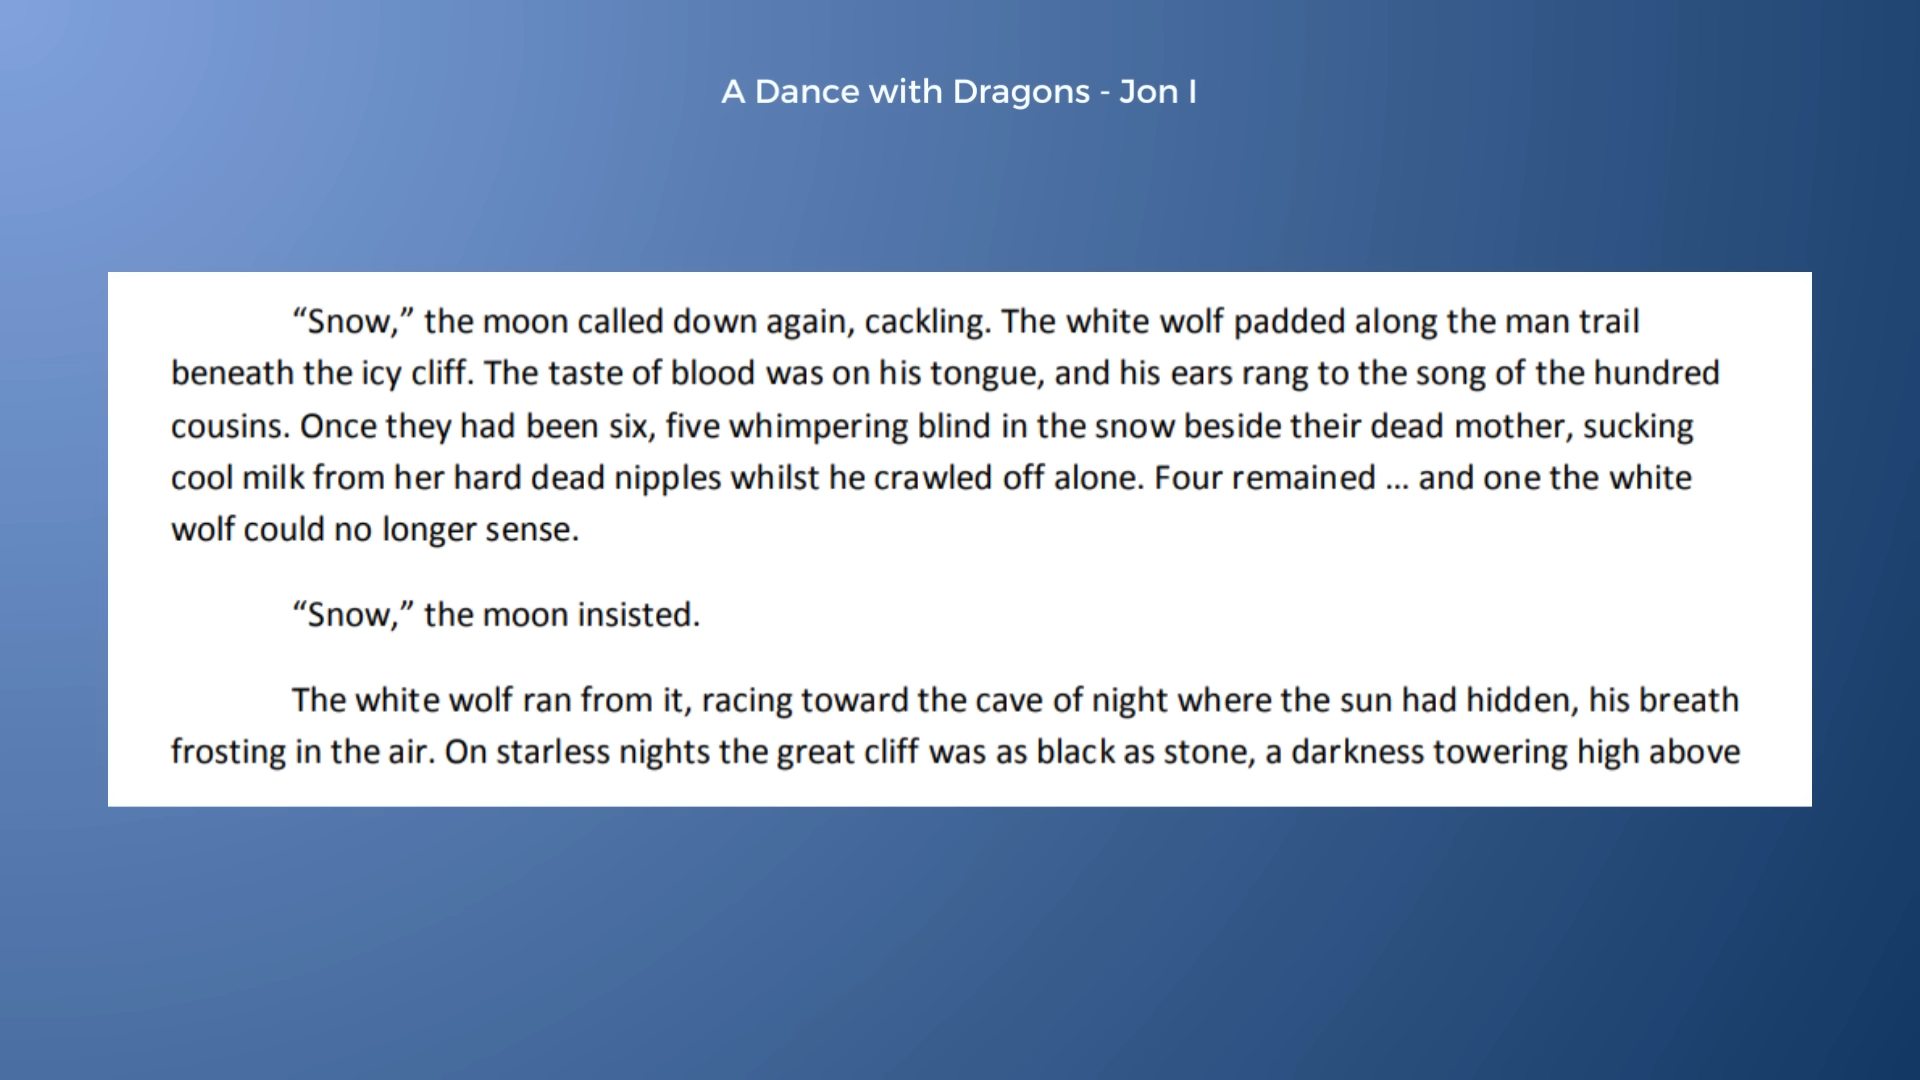 A Dance with Dragons - Jon I
“Snow,” the moon called down again, cackling. The white wolf padded along the man trail
beneath the icy cliff. The taste of blood was on his tongue, and his ears rang to the song of the hundred
cousins. Once they had been six, five whimpering blind in the snow beside their dead mother, sucking
cool milk from her hard dead nipples whilst he crawled off alone. Four remained ... and one the white
wolf could no longer sense.
“Snow,” the moon insisted.
The white wolf ran from it, racing toward the cave of night where the sun had hidden, his breath
frosting in the air. On starless nights the great cliff was as black as stone, a darkness towering high above